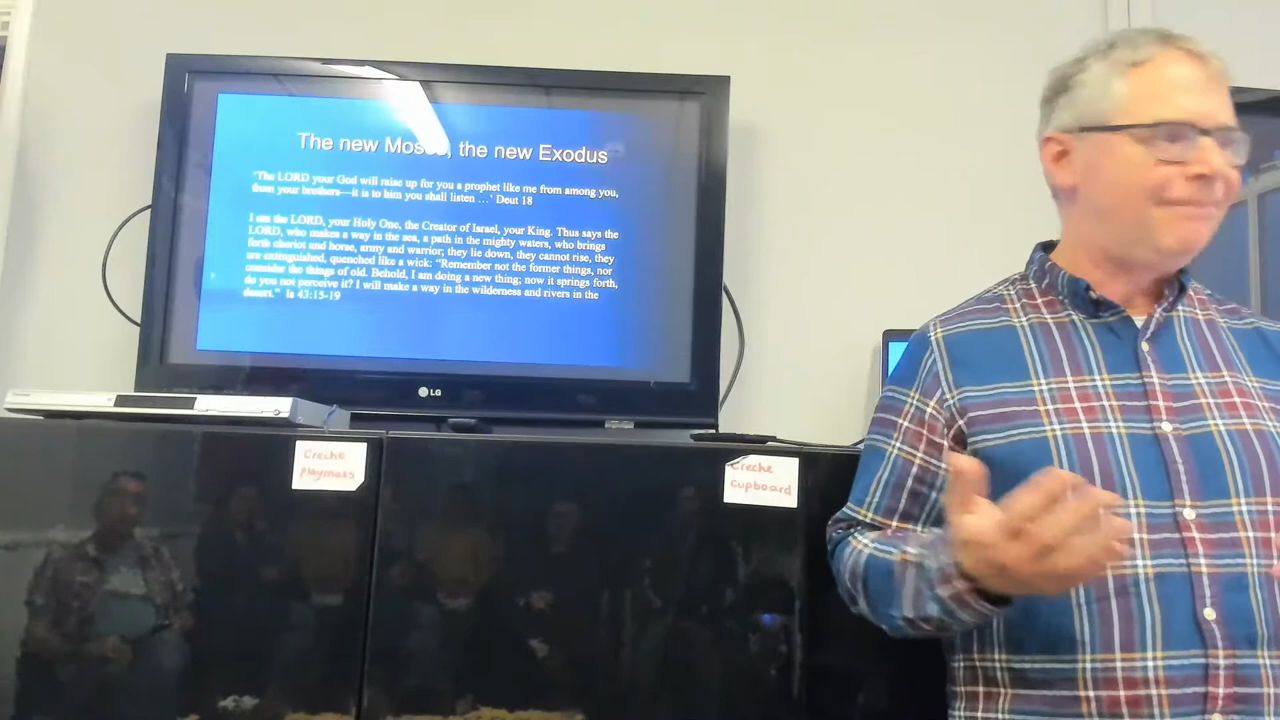 The new Moses, the new Exodus
'The LORD your God will raise up for you a prophet like me from among you,
from your brothers—it is to him you shall listen …' Deut 18
I am the LORD, your Holy One, the Creator of Israel, your King. Thus says the
LORD, who makes a way in the sea, a path in the mighty waters, who brings
forth chariot and horse, army and warrior; they lie down, they cannot rise, they
are extinguished, quenched like a wick: “Remember not the former things, nor
consider the things of old. Behold, I am doing a new thing; now it springs forth,
do you not perceive it? I will make a way in the wilderness and rivers in the
desert.” Is 43:15-19
LG
Creche
Playmats
Creche
Cupboard